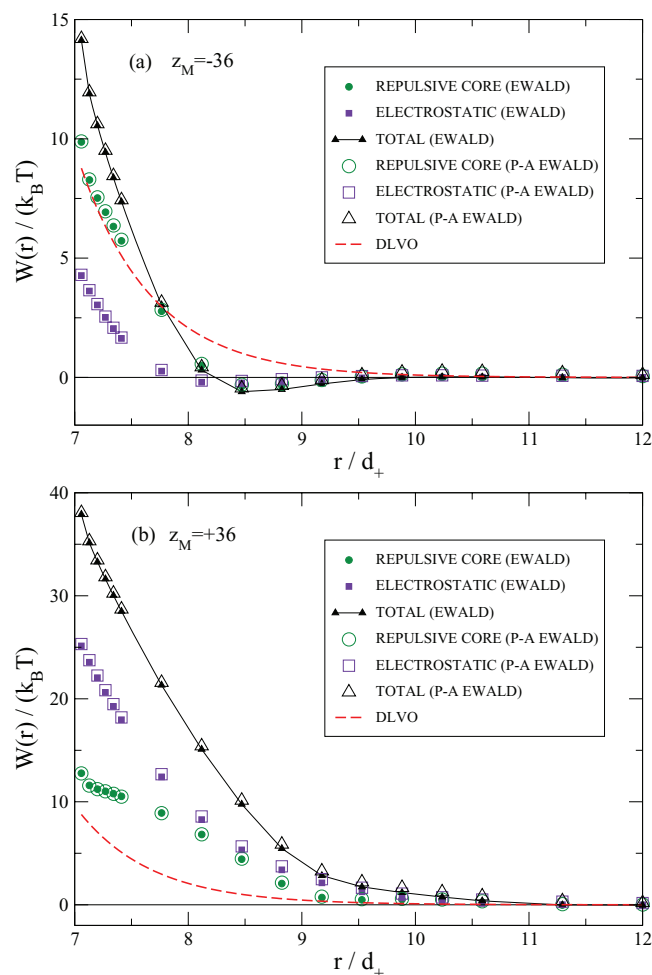 15
(a) z_M=-36
REPULSIVE CORE (EWALD)
ELECTROSTATIC (EWALD)
TOTAL (EWALD)
REPULSIVE CORE (P-A EWALD)
ELECTROSTATIC (P-A EWALD)
TOTAL (P-A EWALD)
DLVO
10
W(r) / (k_BT)
5
0
7 8 9 10 11 12
r / d_+
40
(b) z_M=+36
REPULSIVE CORE (EWALD)
ELECTROSTATIC (EWALD)
TOTAL (EWALD)
REPULSIVE CORE (P-A EWALD)
ELECTROSTATIC (P-A EWALD)
TOTAL (P-A EWALD)
DLVO
30
W(r) / (k_BT)
20
10
0
7 8 9 10 11 12
r / d_+